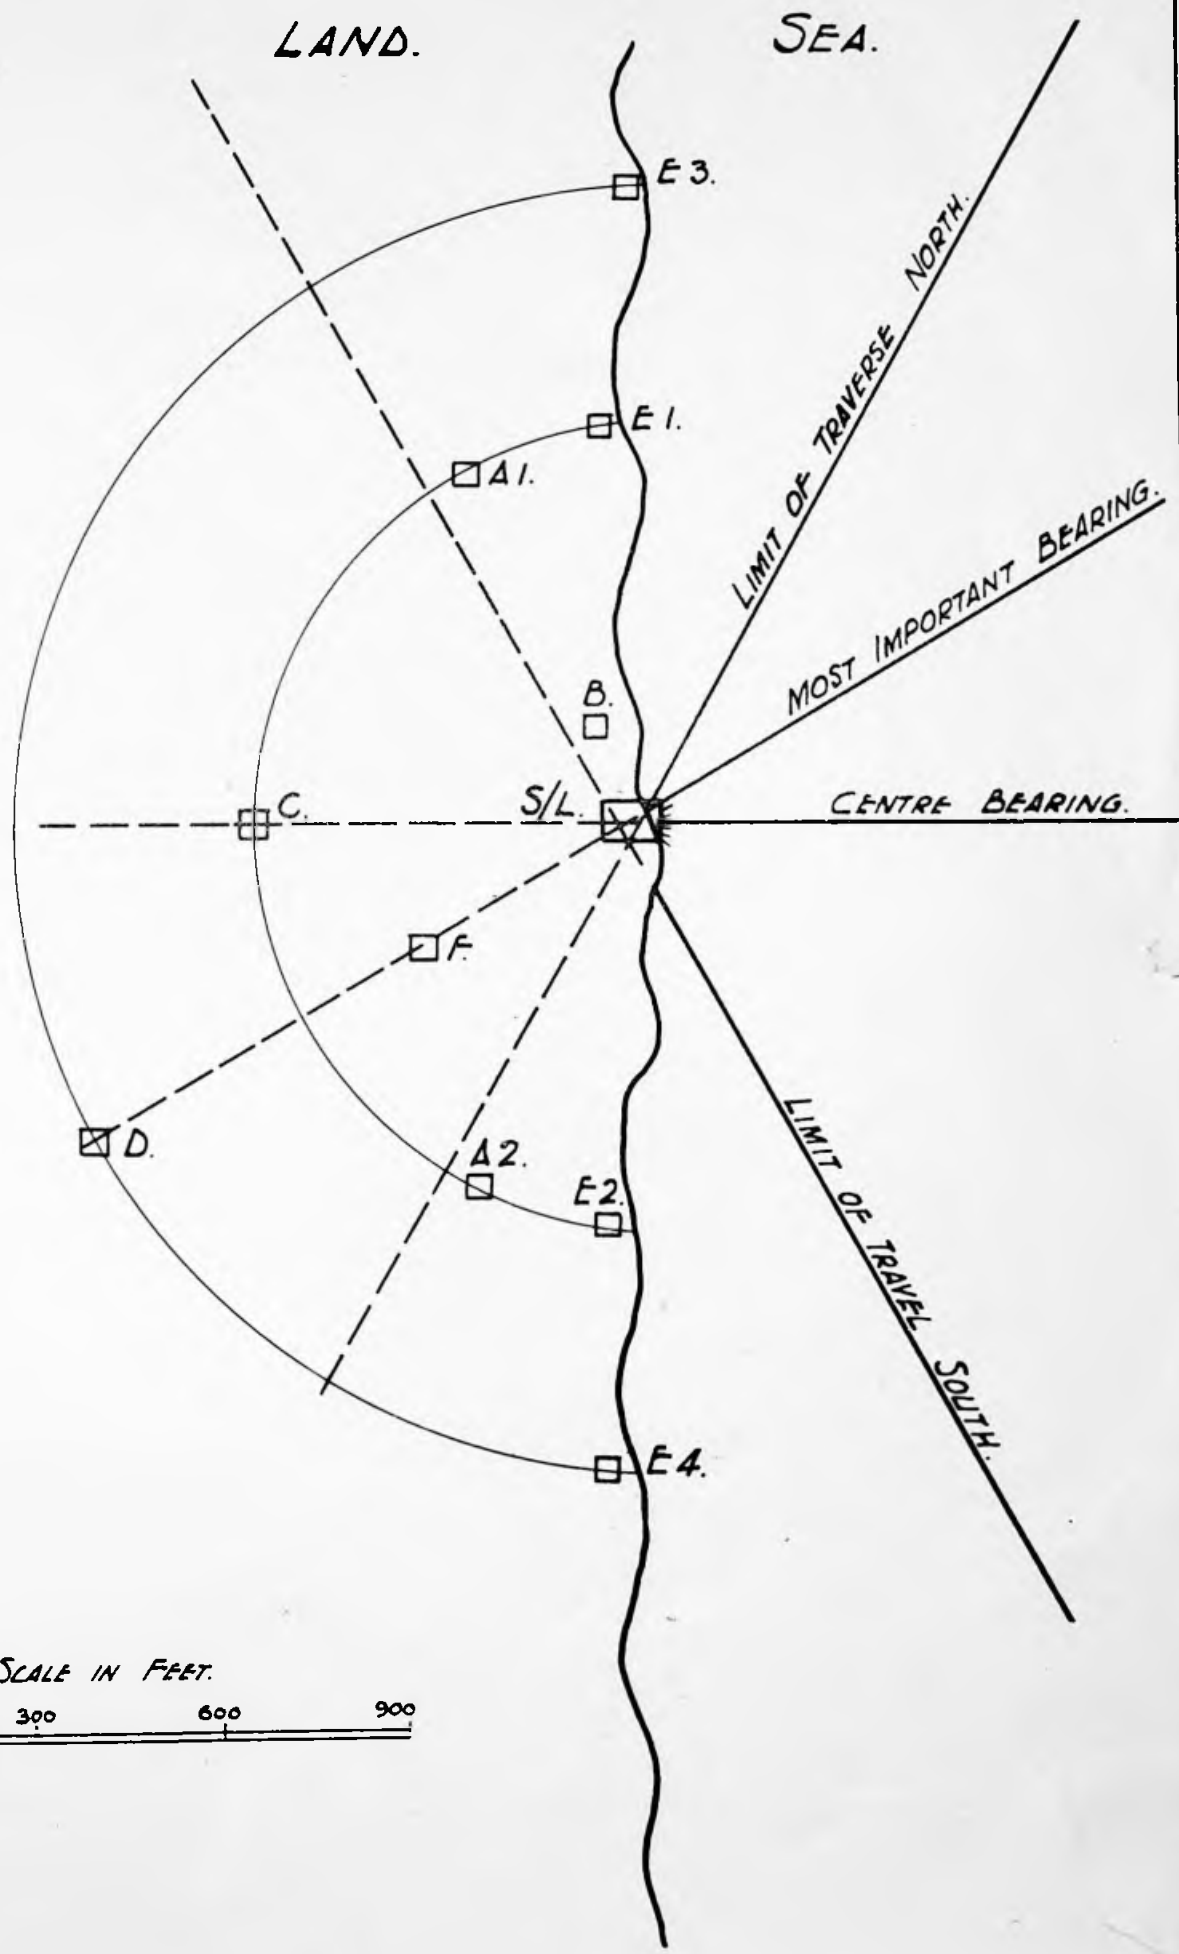 LAND.
SEA.
E3.
LIMIT OF TRAVERSE NORTH.
E1.
A1.
MOST IMPORTANT BEARING.
B.
S/L.
C.
CENTRE BEARING.
F.
D.
A2.
E2.
LIMIT OF TRAVEL SOUTH.
E4.
SCALE IN FEET.
300 600 900